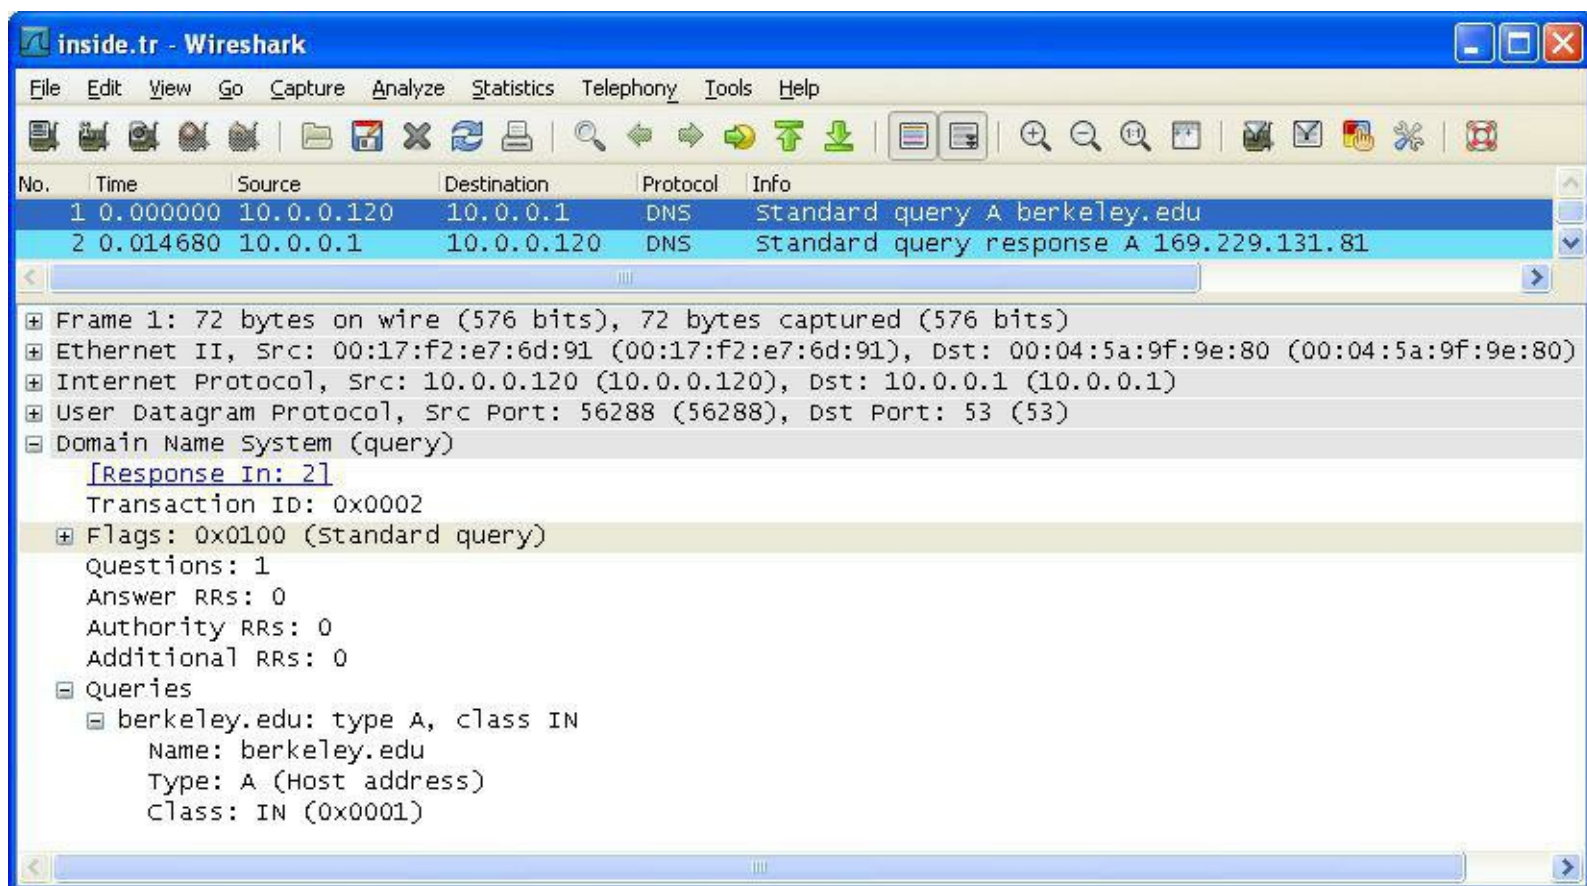 inside.tr - Wireshark
File Edit View Go Capture Analyze Statistics Telephony Tools Help
No. Time Source Destination Protocol Info
1 0.000000 10.0.0.120 10.0.0.1 DNS Standard query A berkeley.edu
2 0.014680 10.0.0.1 10.0.0.120 DNS Standard query response A 169.229.131.81
Frame 1: 72 bytes on wire (576 bits), 72 bytes captured (576 bits)
Ethernet II, Src: 00:17:f2:e7:6d:91 (00:17:f2:e7:6d:91), Dst: 00:04:5a:9f:9e:80 (00:04:5a:9f:9e:80)
Internet Protocol, Src: 10.0.0.120 (10.0.0.120), Dst: 10.0.0.1 (10.0.0.1)
User Datagram Protocol, Src Port: 56288 (56288), Dst Port: 53 (53)
Domain Name System (query)
[Response In: 2]
Transaction ID: 0x0002
Flags: 0x0100 (Standard query)
Questions: 1
Answer RRs: 0
Authority RRs: 0
Additional RRs: 0
Queries
berkeley.edu: type A, class IN
Name: berkeley.edu
Type: A (Host address)
Class: IN (0x0001)